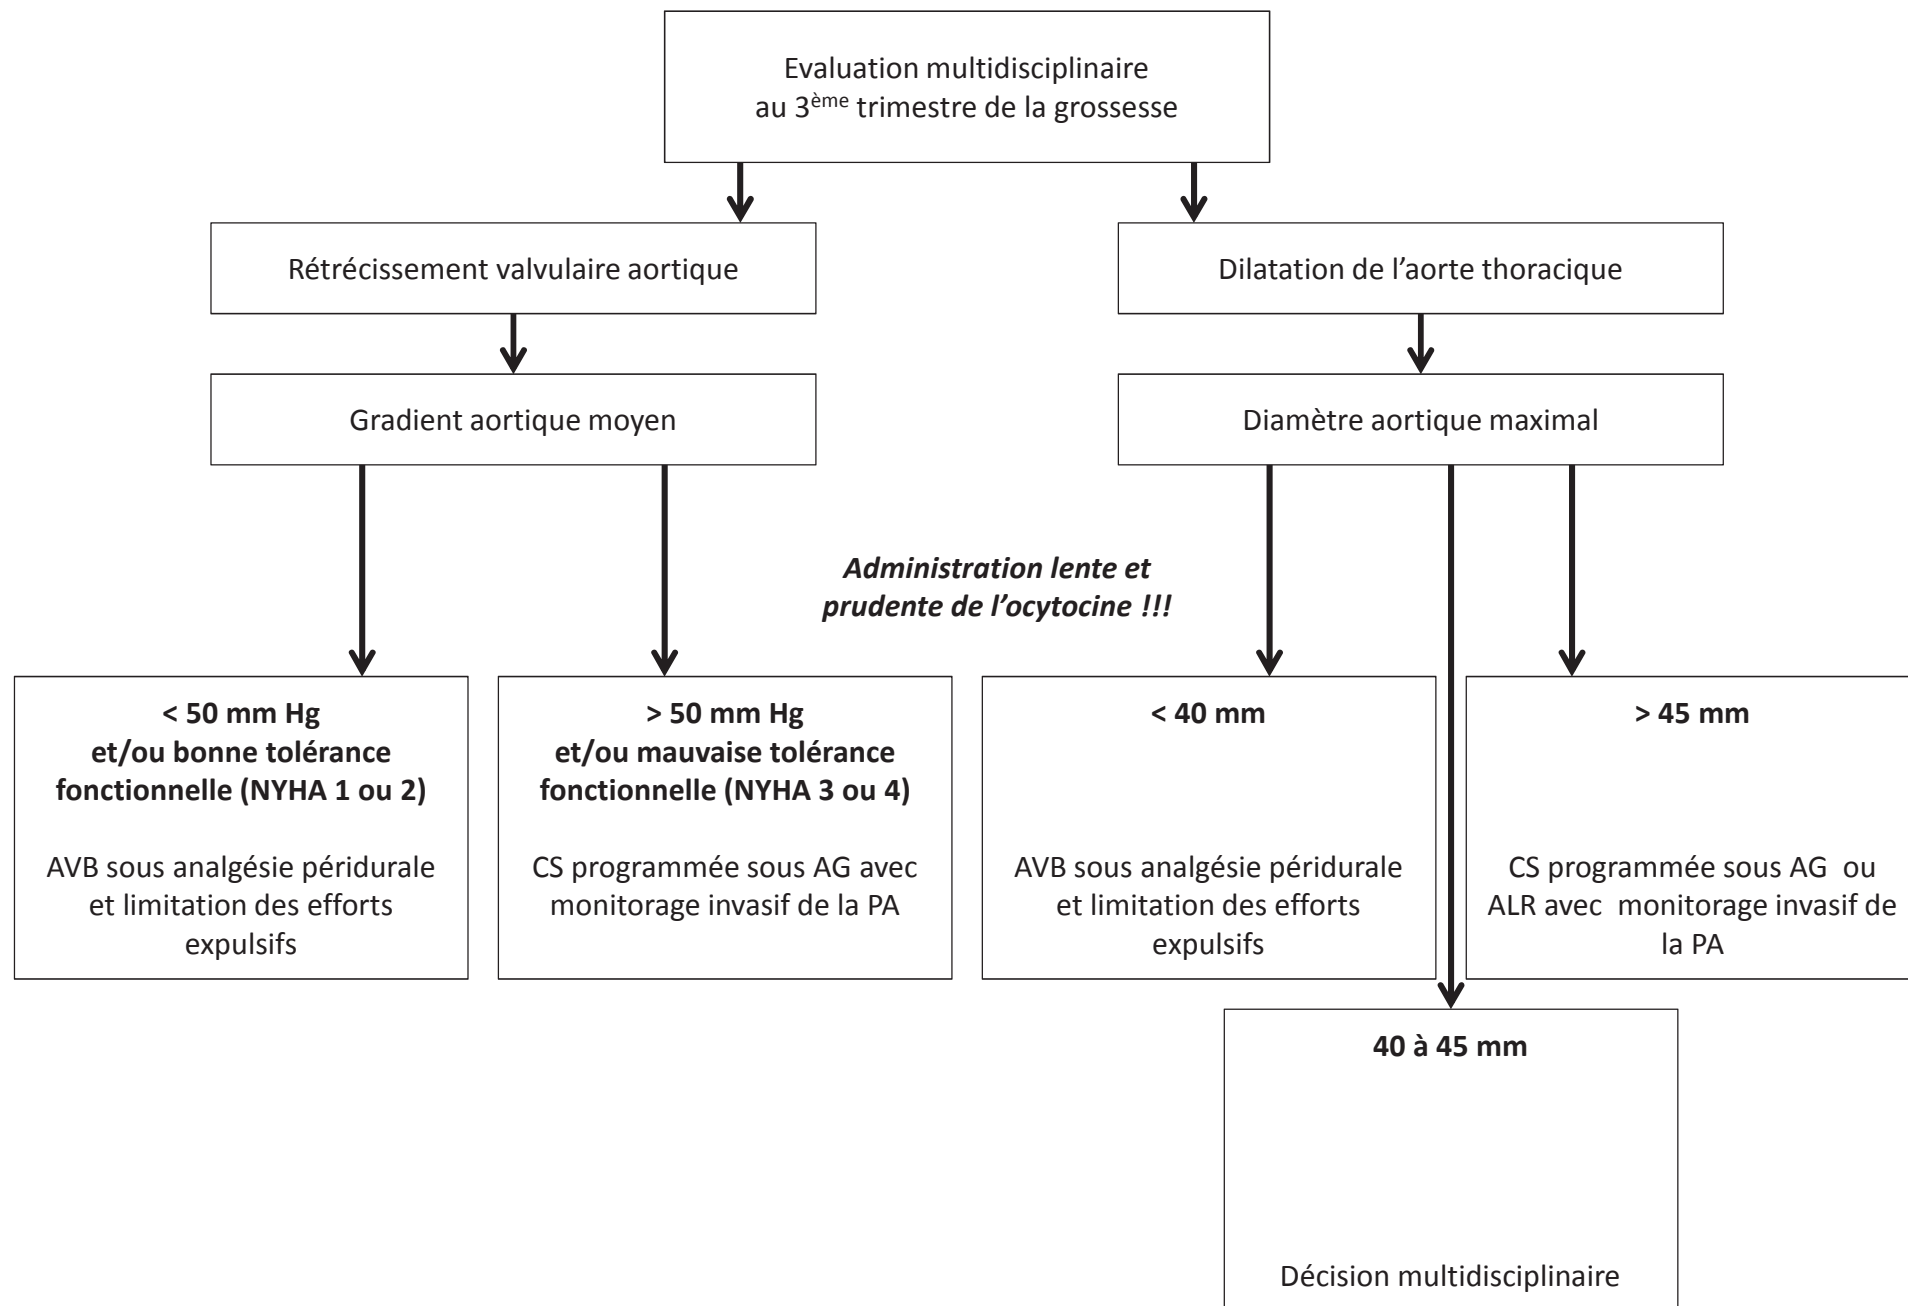 Evaluation multidisciplinaire
au 3ème trimestre de la grossesse
Rétrécissement valvulaire aortique
Dilatation de l’aorte thoracique
Gradient aortique moyen
Diamètre aortique maximal
Administration lente et
prudente de l’ocytocine !!!
< 50 mm Hg
et/ou bonne tolérance
fonctionnelle (NYHA 1 ou 2)
AVB sous analgésie péridurale
et limitation des efforts
expulsifs
> 50 mm Hg
et/ou mauvaise tolérance
fonctionnelle (NYHA 3 ou 4)
CS programmée sous AG avec
monitorage invasif de la PA
< 40 mm
AVB sous analgésie péridurale
et limitation des efforts
expulsifs
> 45 mm
CS programmée sous AG ou
ALR avec monitorage invasif de
la PA
40 à 45 mm
Décision multidisciplinaire